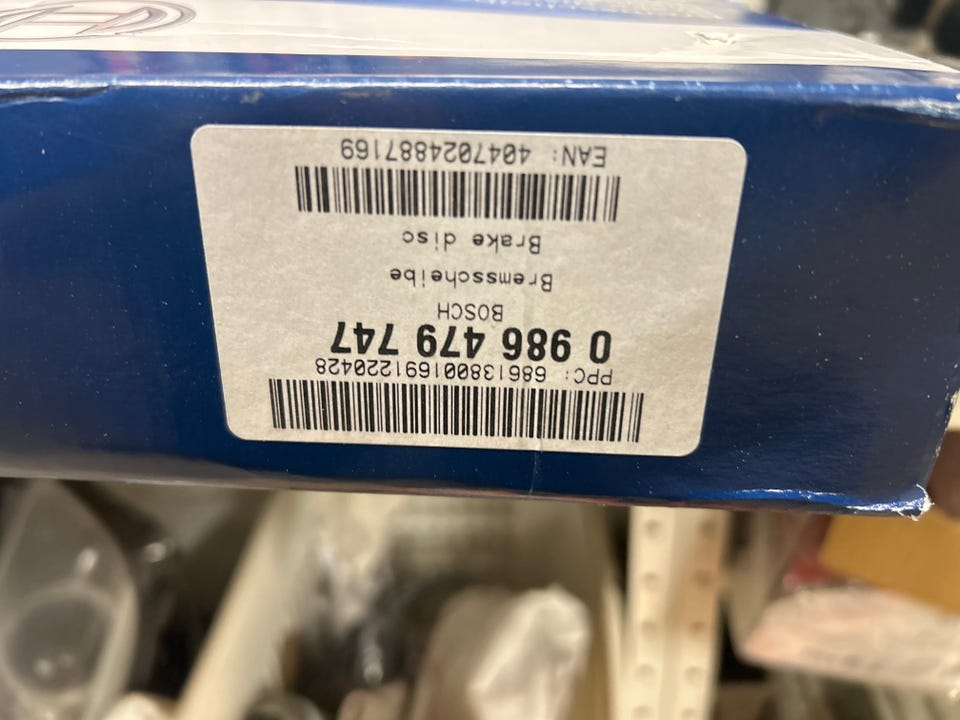 PPC: 686138001691220428
0 986 479 747
BOSCH
Bremsscheibe
Brake disc
EAN: 4047024887169